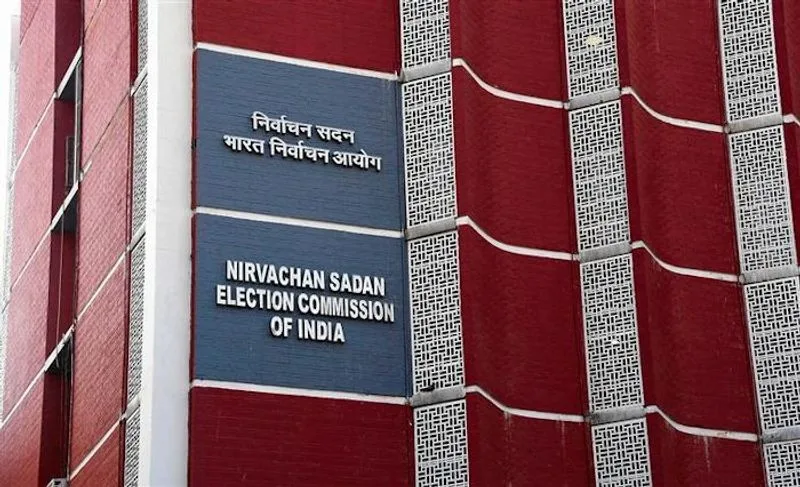 निर्वाचन सदन
भारत निर्वाचन आयोग
NIRVACHAN SADAN
ELECTION COMMISSION
OF INDIA